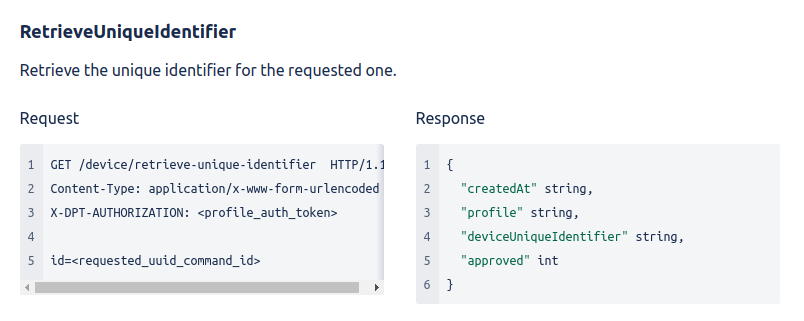 RetrieveUniqueIdentifier
Retrieve the unique identifier for the requested one.
Request
1 GET /device/retrieve-unique-identifier  HTTP/1.1
2 Content-Type: application/x-www-form-urlencoded
3 X-DPT-AUTHORIZATION: <profile_auth_token>
4
5 id=<requested_uuid_command_id>
Response
1 {
2   "createdAt" string,
3   "profile" string,
4   "deviceUniqueIdentifier" string,
5   "approved" int
6 }